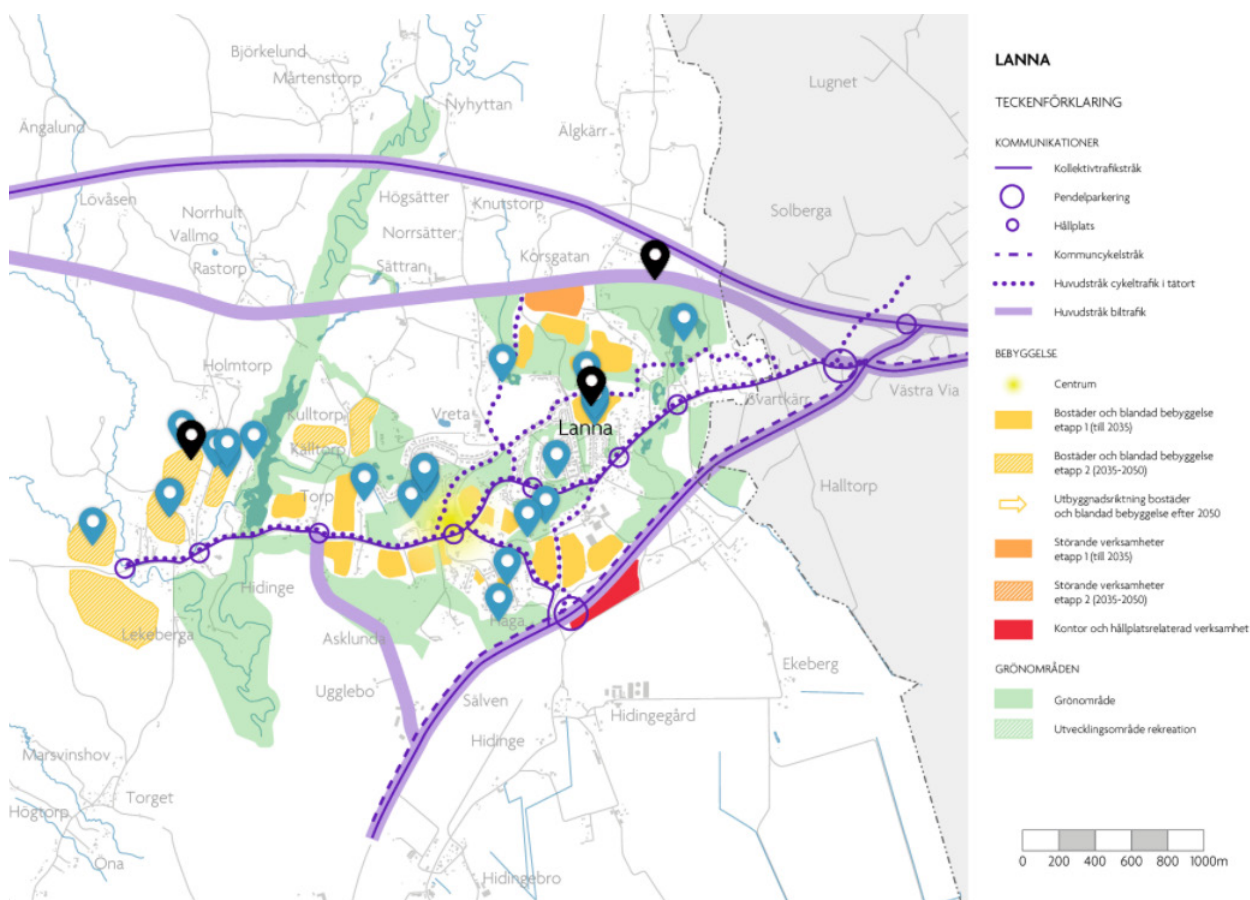 Björkelund
Mårtenstorp
Ängalund
Nyhyttan
Älgkärr
Lugnet
Lövåsen
Högsätter
Knutstorp
Solberga
Norrhult
Vallmo
Norrsätter
Rastorp
Sättran
Korsgatan
Holmtorp
Kulltorp
Vreta
Källtorp
Lanna
Svartkärr
Västra Via
Torp
Halltorp
Hidinge
Lekeberga
Asklunda
Haga
Ugglebo
Sälven
Ekeberg
Hidingegård
Hidinge
Marsvinshov
Torget
Högtorp
Öna
Hidingebro
LANNA
TECKENFÖRKLARING
KOMMUNIKATIONER
Kollektivtrafikstråk
Pendelparkering
Hållplats
Kommuncykelstråk
Huvudstråk cykeltrafik i tätort
Huvudstråk biltrafik
BEBYGGELSE
Centrum
Bostäder och blandad bebyggelse
etapp 1 (till 2035)
Bostäder och blandad bebyggelse
etapp 2 (2035-2050)
Utbyggnadsriktning bostäder
och blandad bebyggelse efter 2050
Störande verksamheter
etapp 1 (till 2035)
Störande verksamheter
etapp 2 (2035-2050)
Kontor och hållplatsrelaterad verksamhet
GRÖNOMRÅDEN
Grönområde
Utvecklingsområde rekreation
0 200 400 600 800 1000m